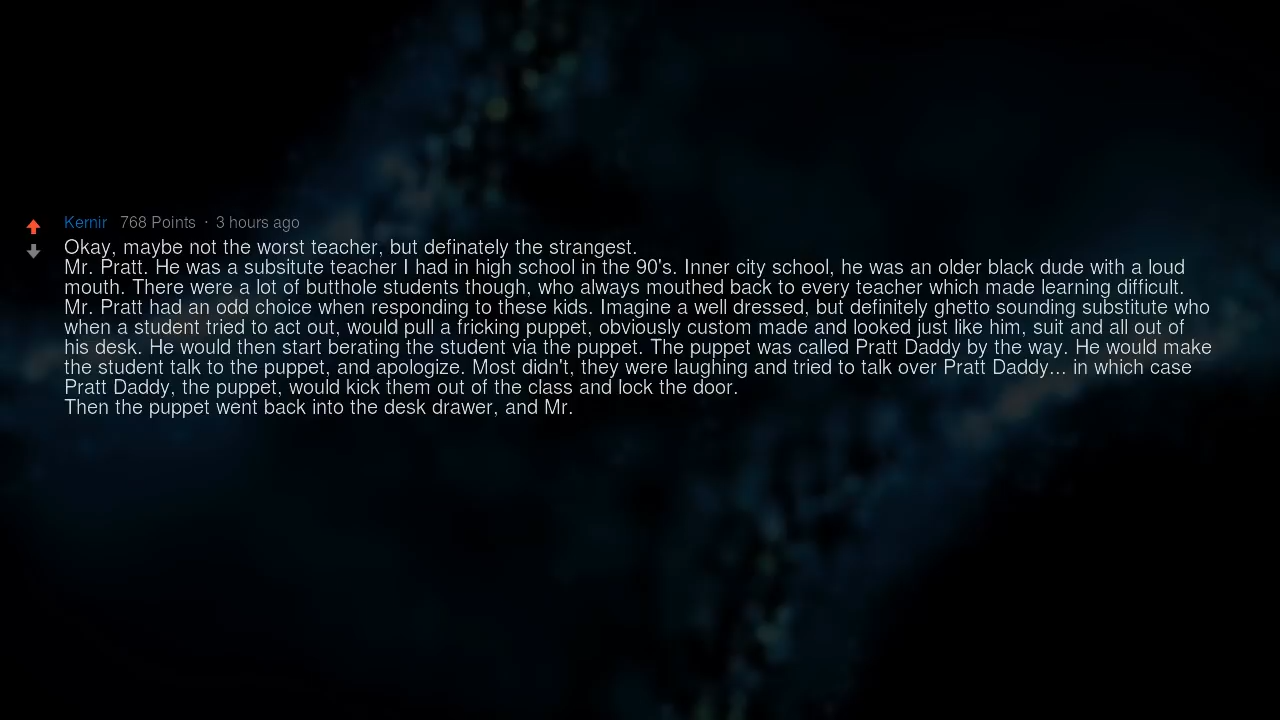 Kernir 768 Points · 3 hours ago
Okay, maybe not the worst teacher, but definately the strangest.
Mr. Pratt. He was a subsitute teacher I had in high school in the 90's. Inner city school, he was an older black dude with a loud
mouth. There were a lot of butthole students though, who always mouthed back to every teacher which made learning difficult.
Mr. Pratt had an odd choice when responding to these kids. Imagine a well dressed, but definitely ghetto sounding substitute who
when a student tried to act out, would pull a fricking puppet, obviously custom made and looked just like him, suit and all out of
his desk. He would then start berating the student via the puppet. The puppet was called Pratt Daddy by the way. He would make
the student talk to the puppet, and apologize. Most didn't, they were laughing and tried to talk over Pratt Daddy... in which case
Pratt Daddy, the puppet, would kick them out of the class and lock the door.
Then the puppet went back into the desk drawer, and Mr.